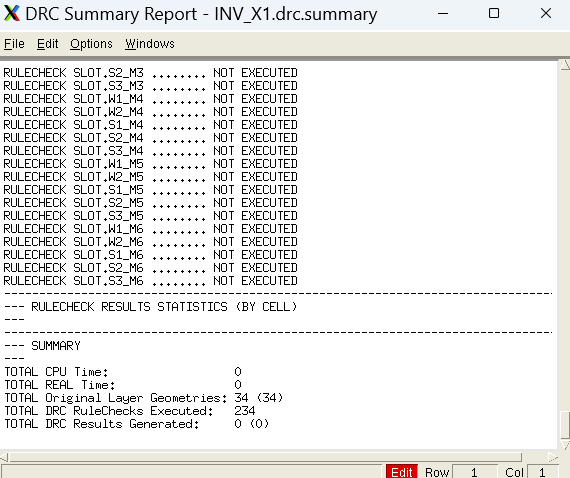 DRC Summary Report - INV_X1.drc.summary
File Edit Options Windows
RULECHECK SLOT.S2_M3 ........ NOT EXECUTED
RULECHECK SLOT.S3_M3 ........ NOT EXECUTED
RULECHECK SLOT.W1_M4 ........ NOT EXECUTED
RULECHECK SLOT.W2_M4 ........ NOT EXECUTED
RULECHECK SLOT.S1_M4 ........ NOT EXECUTED
RULECHECK SLOT.S2_M4 ........ NOT EXECUTED
RULECHECK SLOT.S3_M4 ........ NOT EXECUTED
RULECHECK SLOT.W1_M5 ........ NOT EXECUTED
RULECHECK SLOT.W2_M5 ........ NOT EXECUTED
RULECHECK SLOT.S1_M5 ........ NOT EXECUTED
RULECHECK SLOT.S2_M5 ........ NOT EXECUTED
RULECHECK SLOT.S3_M5 ........ NOT EXECUTED
RULECHECK SLOT.W1_M6 ........ NOT EXECUTED
RULECHECK SLOT.W2_M6 ........ NOT EXECUTED
RULECHECK SLOT.S1_M6 ........ NOT EXECUTED
RULECHECK SLOT.S2_M6 ........ NOT EXECUTED
RULECHECK SLOT.S3_M6 ........ NOT EXECUTED
--- RULECHECK RESULTS STATISTICS (BY CELL)
---
--- SUMMARY
---
TOTAL CPU Time: 0
TOTAL REAL Time: 0
TOTAL Original Layer Geometries: 34 (34)
TOTAL DRC RuleChecks Executed: 234
TOTAL DRC Results Generated: 0 (0)
Edit Row 1 Col 1